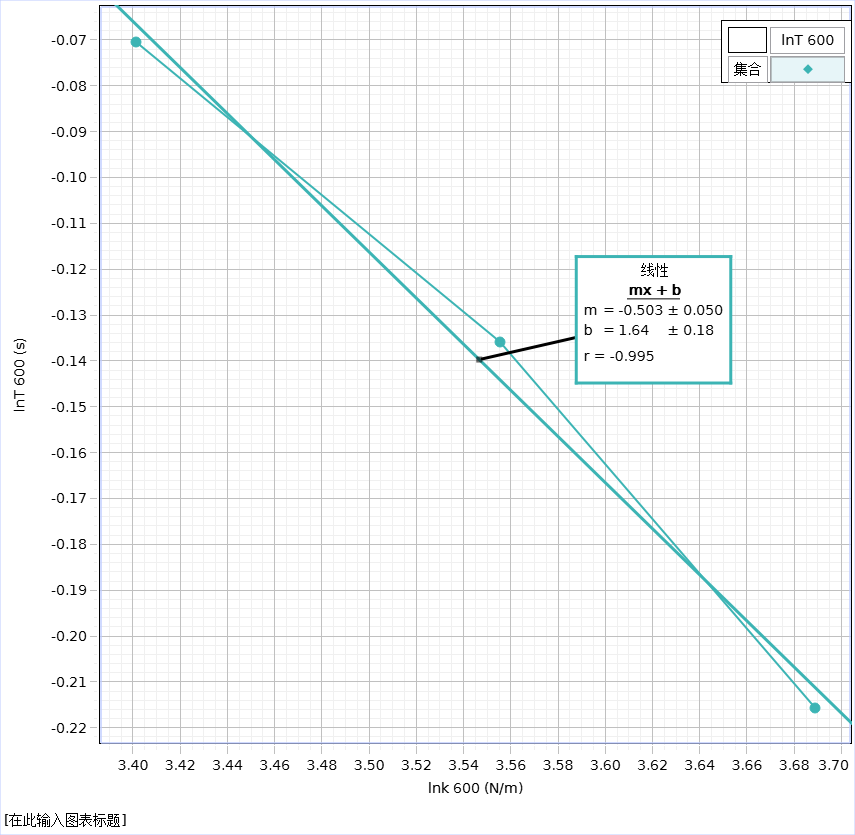 lnT 600
集合
-0.07
-0.08
-0.09
-0.10
-0.11
-0.12
-0.13
-0.14
-0.15
-0.16
-0.17
-0.18
-0.19
-0.20
-0.21
-0.22
lnT 600 (s)
线性
mx + b
m = -0.503 ± 0.050
b = 1.64 ± 0.18
r = -0.995
3.40 3.42 3.44 3.46 3.48 3.50 3.52 3.54 3.56 3.58 3.60 3.62 3.64 3.66 3.68 3.70
lnk 600 (N/m)
[在此输入图表标题]